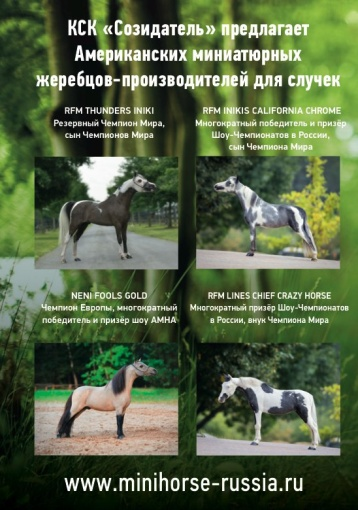 КСК «Созидатель» предлагает
Американских миниатюрных
жеребцов-производителей для случек
RFM THUNDERS INIKI
Резервный Чемпион Мира,
сын Чемпионов Мира
RFM INIKIS CALIFORNIA CHROME
Многократный победитель и призёр
Шоу-Чемпионатов в России,
сын Чемпиона Мира
NENI FOOLS GOLD
Чемпион Европы, многократный
победитель и призёр шоу AMHA
RFM LINES CHIEF CRAZY HORSE
Многократный призёр Шоу-Чемпионатов
в России, внук Чемпиона Мира
www.minihorse-russia.ru